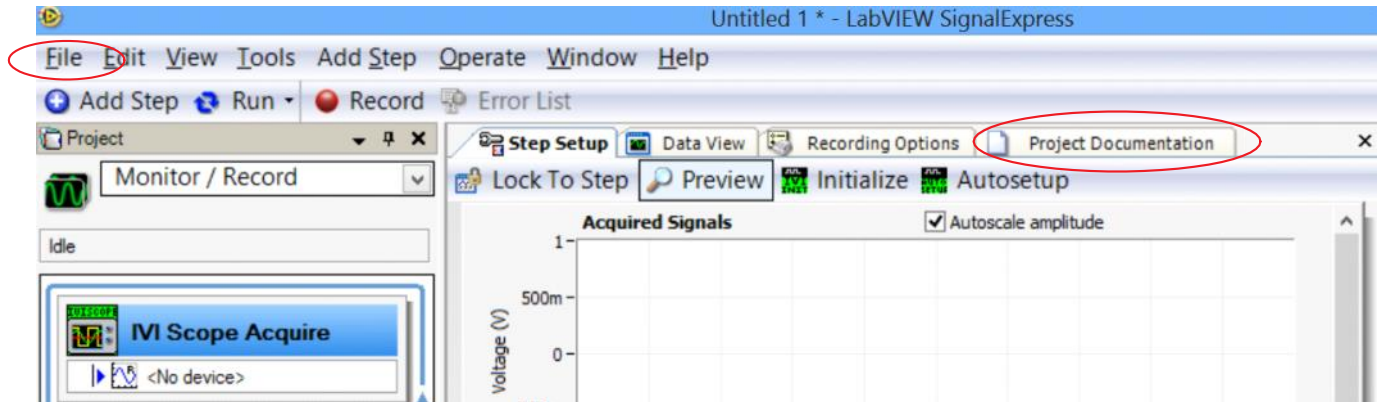 Untitled 1 * - LabVIEW SignalExpress
File Edit View Tools Add Step Operate Window Help
Add Step Run Record Error List
Project
Step Setup Data View Recording Options Project Documentation
Monitor / Record
Lock To Step Preview Initialize Autosetup
Acquired Signals Autoscale amplitude
Idle
1
500m
0
Voltage (V)
IVI Scope Acquire
<No device>